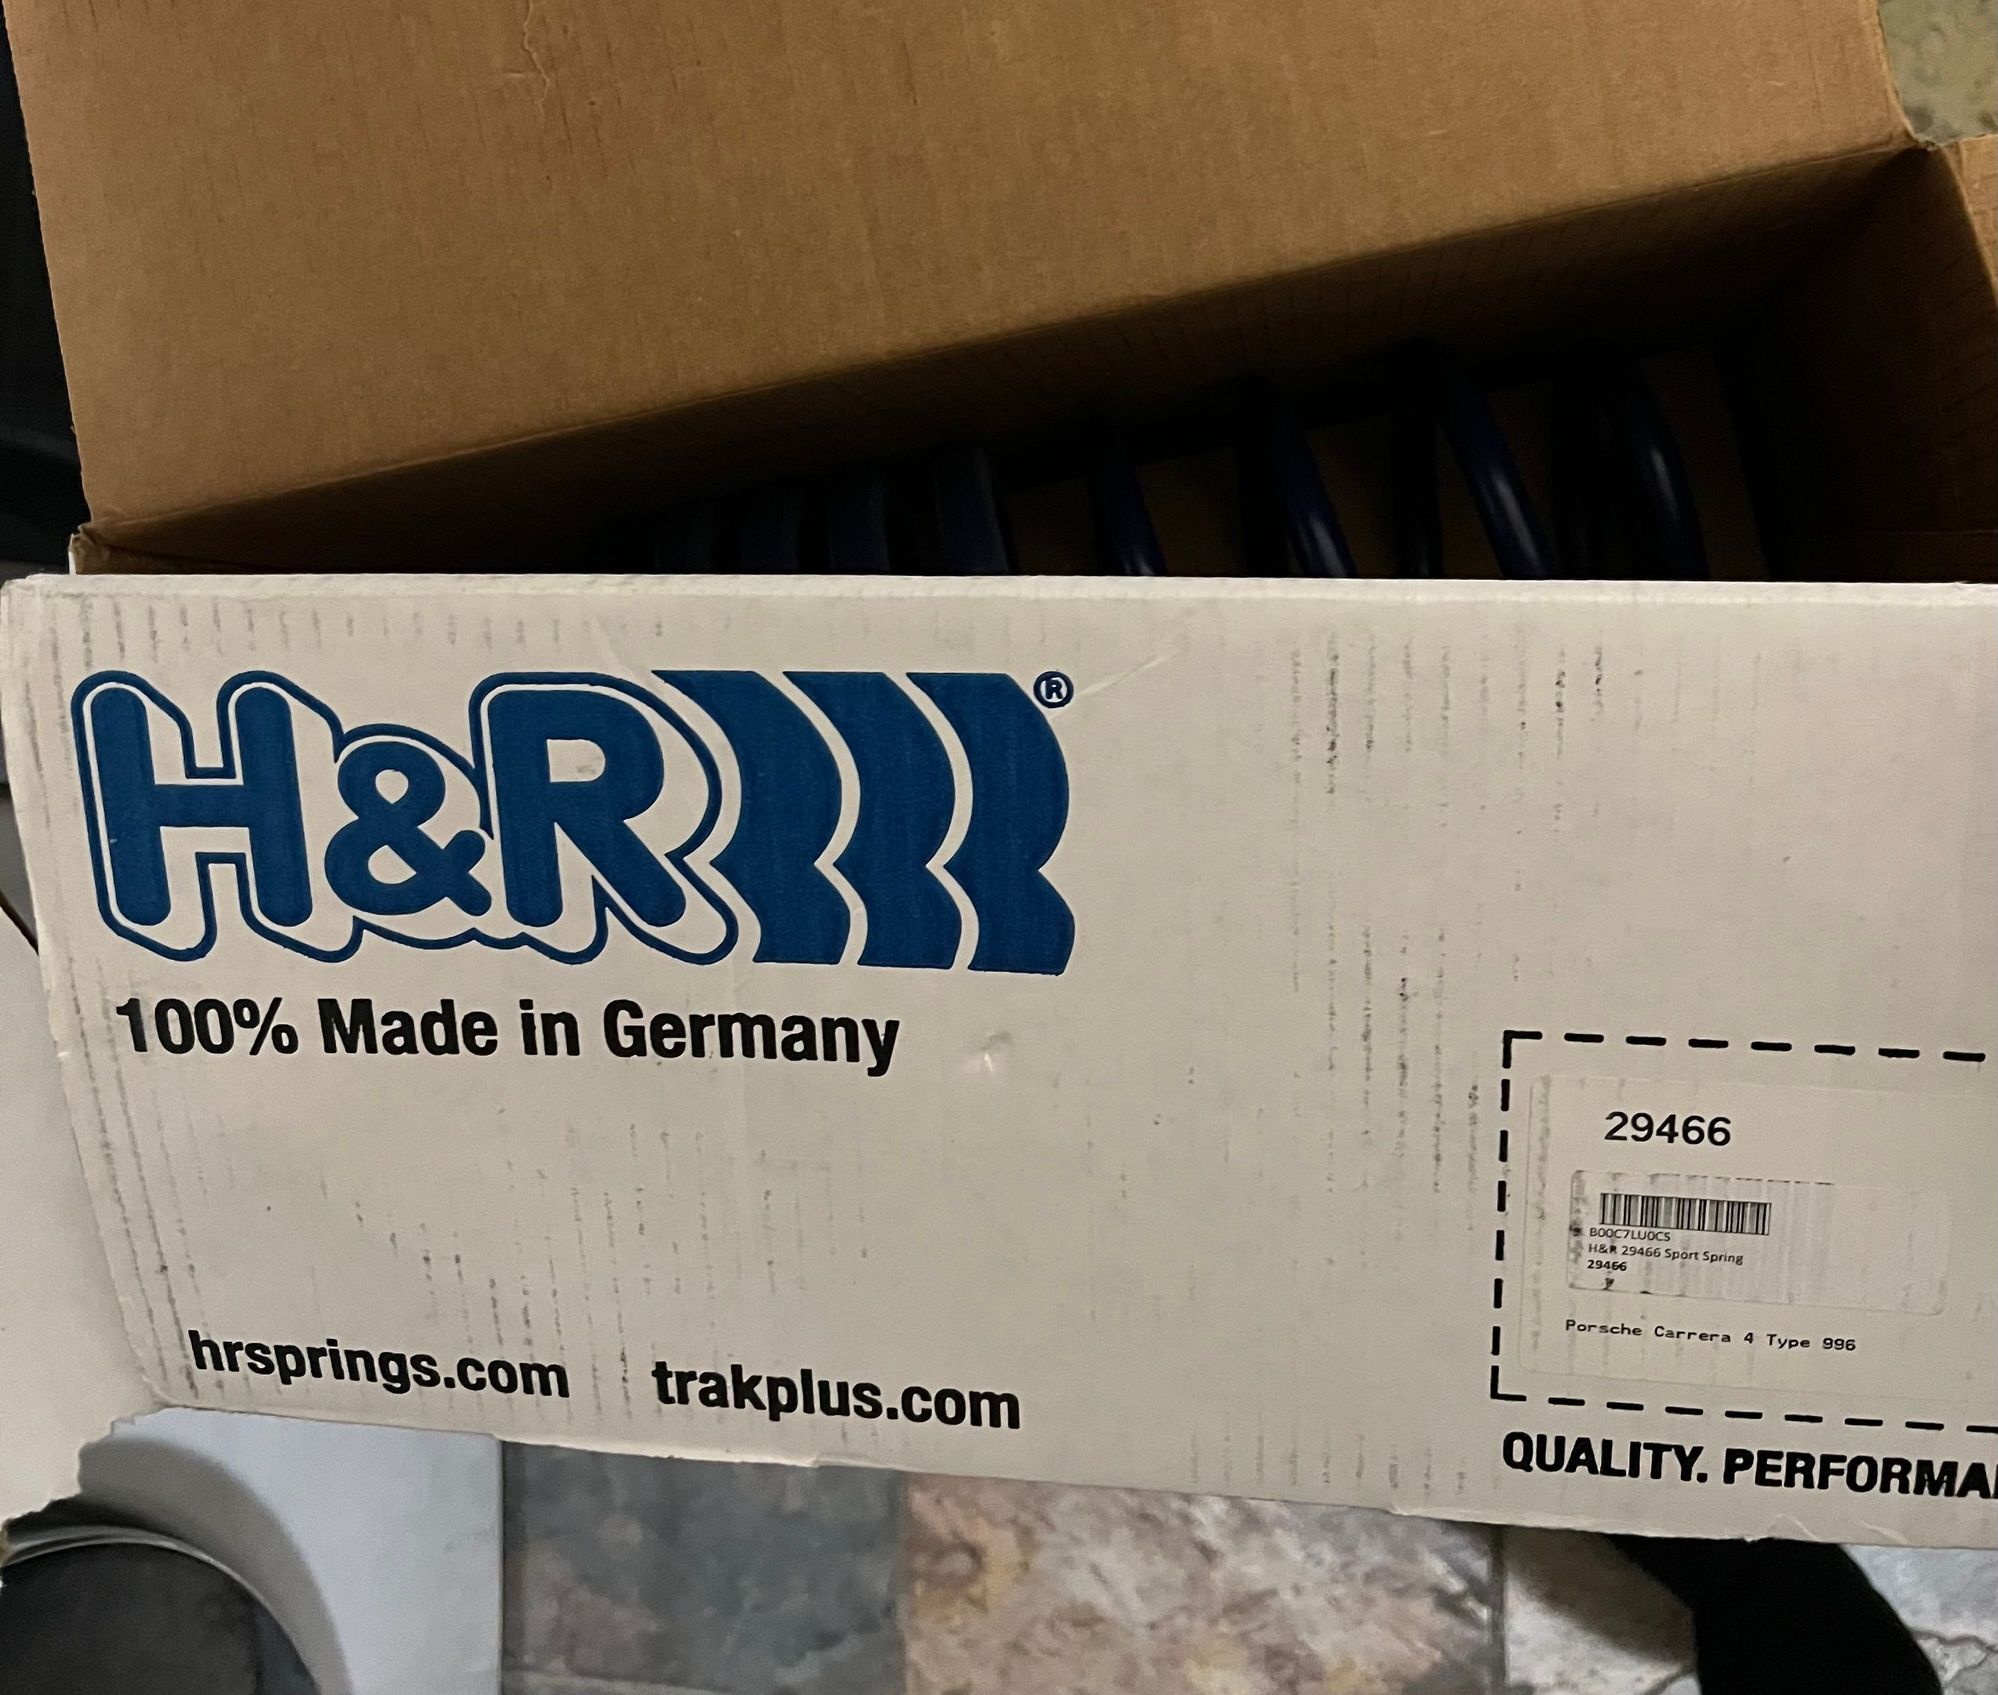 H&R®
100% Made in Germany
29466
B00C7LU0CS
H&R 29466 Sport Spring
29466
Porsche Carrera 4 Type 996
hrsprings.com trakplus.com
QUALITY. PERFORMA